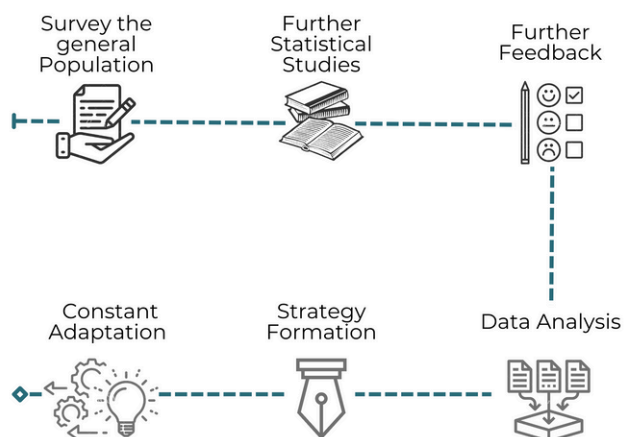 Survey the
general
Population
Further
Statistical
Studies
Further
Feedback
Constant
Adaptation
Strategy
Formation
Data Analysis